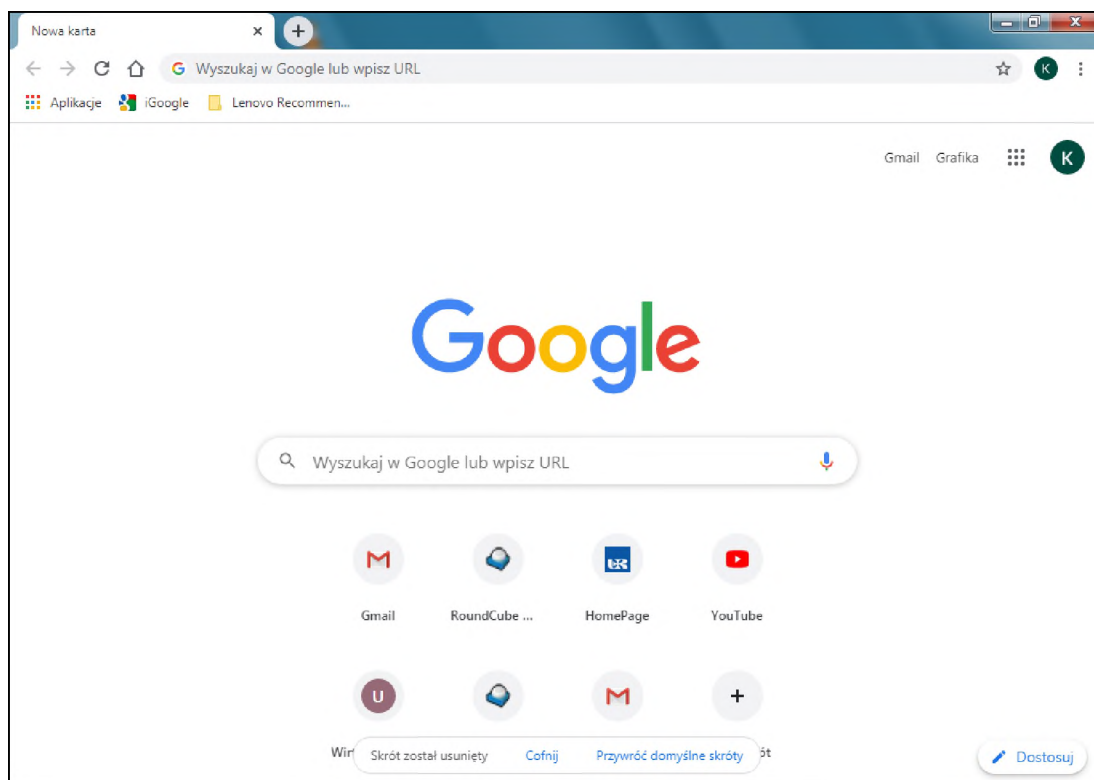 Nowa karta
Wyszukaj w Google lub wpisz URL
K
Aplikacje iGoogle Lenovo Recommen...
Gmail Grafika K
Google
Wyszukaj w Google lub wpisz URL
Gmail RoundCube ... HomePage YouTube
U
Skrót został usunięty Cofnij Przywróć domyślne skróty
Dostosuj